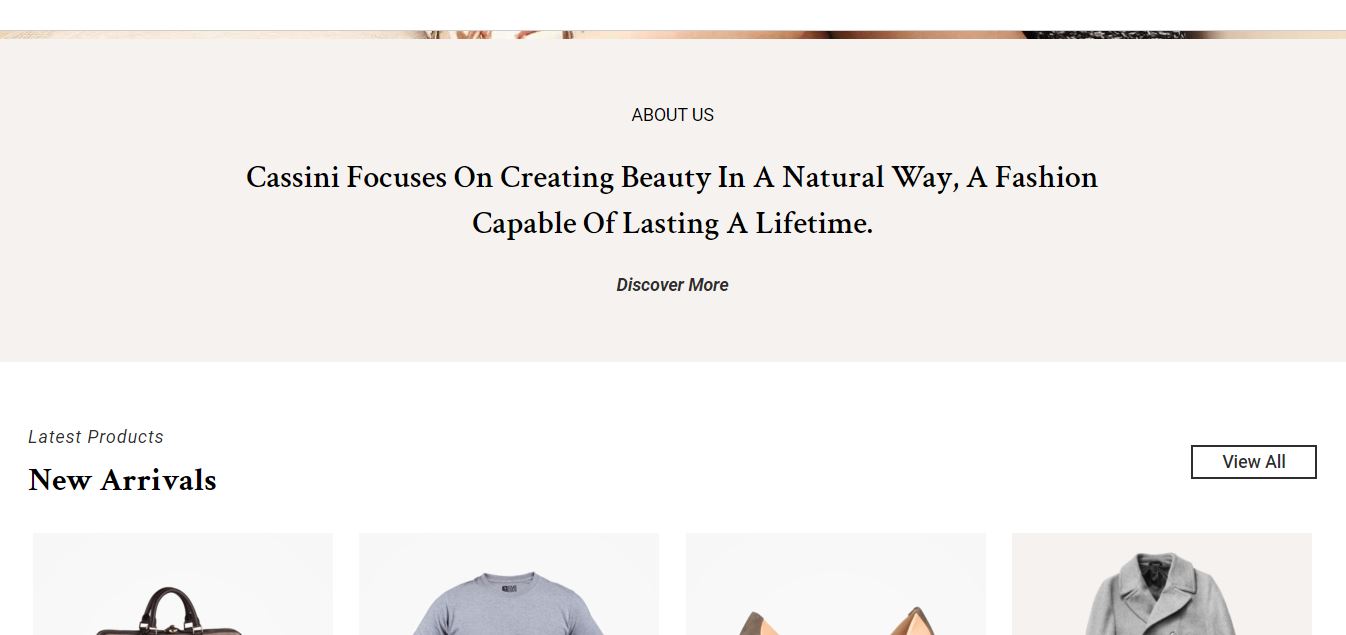 ABOUT US
Cassini Focuses On Creating Beauty In A Natural Way, A Fashion
Capable Of Lasting A Lifetime.
Discover More
Latest Products
New Arrivals
View All